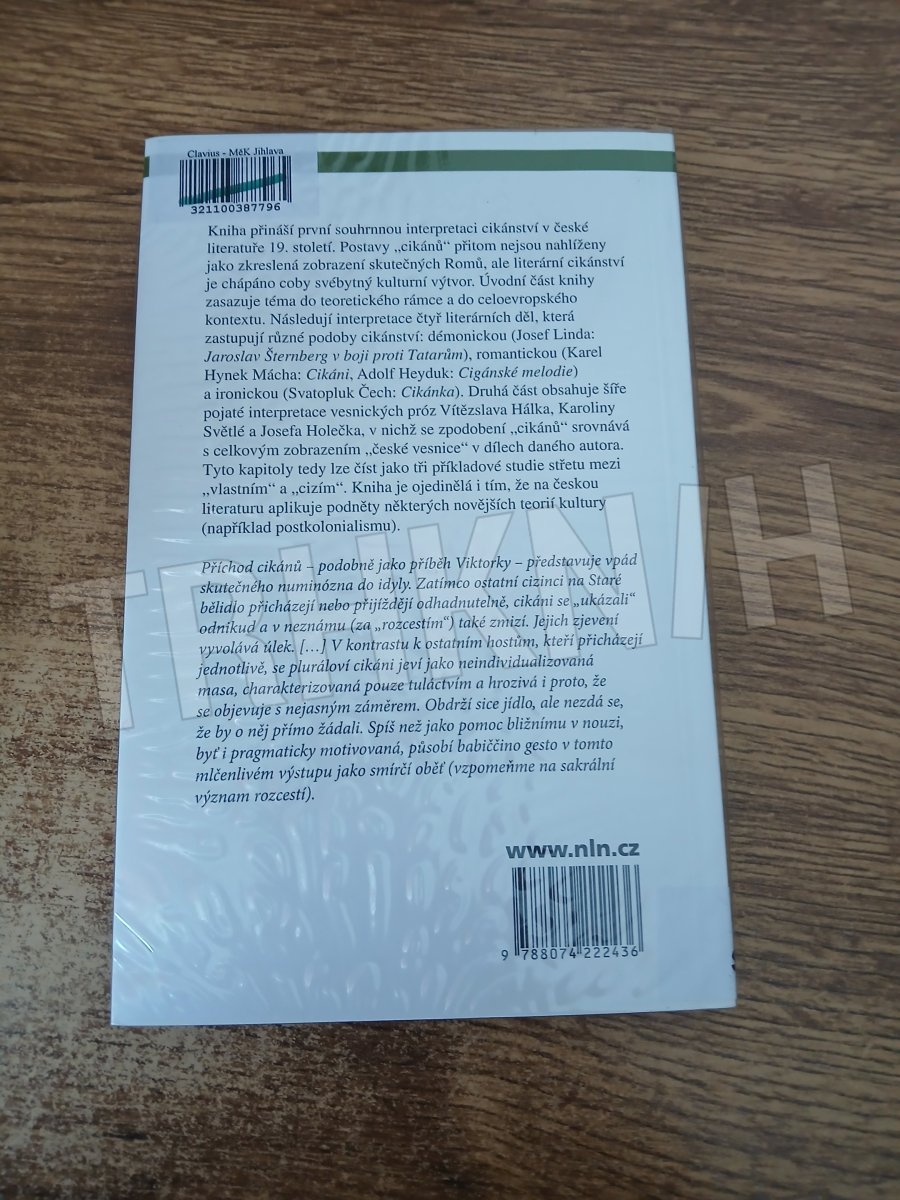 Clavius - MěK Jihlava
321100387796
Kniha přináší první souhrnnou interpretaci cikánství v české
literatuře 19. století. Postavy „cikánů“ přitom nejsou nahlíženy
jako zkreslená zobrazení skutečných Romů, ale literární cikánství
je chápáno coby svébytný kulturní výtvor. Úvodní část knihy
zasazuje téma do teoretického rámce a do celoevropského
kontextu. Následují interpretace čtyř literárních děl, která
zastupují různé podoby cikánství: démonickou (Josef Linda:
Jaroslav Šternberg v boji proti Tatarům), romantickou (Karel
Hynek Mácha: Cikáni, Adolf Heyduk: Cigánské melodie)
a ironickou (Svatopluk Čech: Cikánka). Druhá část obsahuje šíře
pojaté interpretace vesnických próz Vítězslava Hálka, Karoliny
Světlé a Josefa Holečka, v nichž se zpodobení „cikánů“ srovnává
s celkovým zobrazením „české vesnice“ v dílech daného autora.
Tyto kapitoly tedy lze číst jako tři příkladové studie střetu mezi
„vlastním“ a „cizím“. Kniha je ojedinělá i tím, že na českou
literaturu aplikuje podněty některých novějších teorií kultury
(například postkolonialismu).
Příchod cikánů – podobně jako příběh Viktorky – představuje vpád
skutečného numinózna do idyly. Zatímco ostatní cizinci na Staré
bělidlo přicházejí nebo přijíždějí odhadnutelně, cikáni se „ukázali“
odnikud a v neznámu (za „rozcestím“) také zmizí. Jejich zjevení
vyvolává úlek. […] V kontrastu k ostatním hostům, kteří přicházejí
jednotlivě, se pluráloví cikáni jeví jako neindividualizovaná
masa, charakterizovaná pouze tuláctvím a hrozivá i proto, že
se objevuje s nejasným záměrem. Obdrží sice jídlo, ale nezdá se,
že by o něj přímo žádali. Spíš než jako pomoc bližnímu v nouzi,
byť i pragmaticky motivovaná, působí babiččino gesto v tomto
mlčenlivém výstupu jako smírčí oběť (vzpomeňme na sakrální
význam rozcestí).
www.nln.cz
9 788074 222436
TRHKNIH